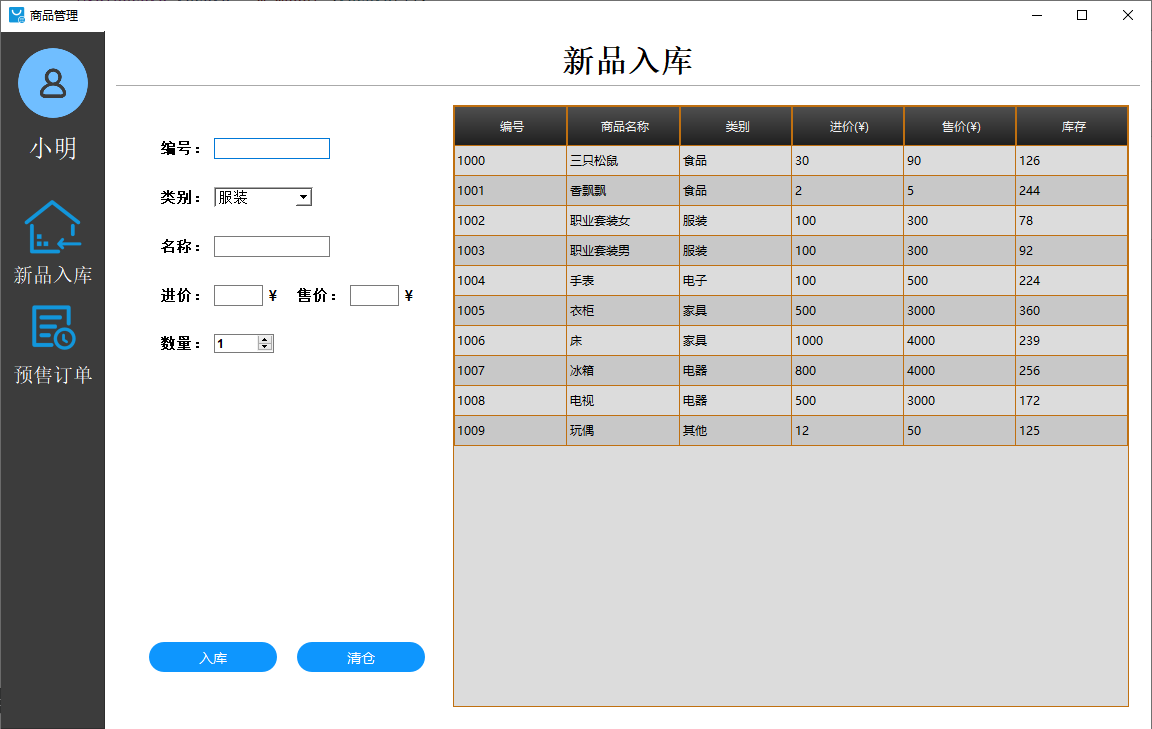 商品管理
小明
新品入库
预售订单
新品入库
编号：
类别： 服装
名称：
进价： ¥ 售价： ¥
数量： 1
入库 清仓
编号 商品名称 类别 进价(¥) 售价(¥) 库存
1000 三只松鼠 食品 30 90 126
1001 香飘飘 食品 2 5 244
1002 职业套装女 服装 100 300 78
1003 职业套装男 服装 100 300 92
1004 手表 电子 100 500 224
1005 衣柜 家具 500 3000 360
1006 床 家具 1000 4000 239
1007 冰箱 电器 800 4000 256
1008 电视 电器 500 3000 172
1009 玩偶 其他 12 50 125